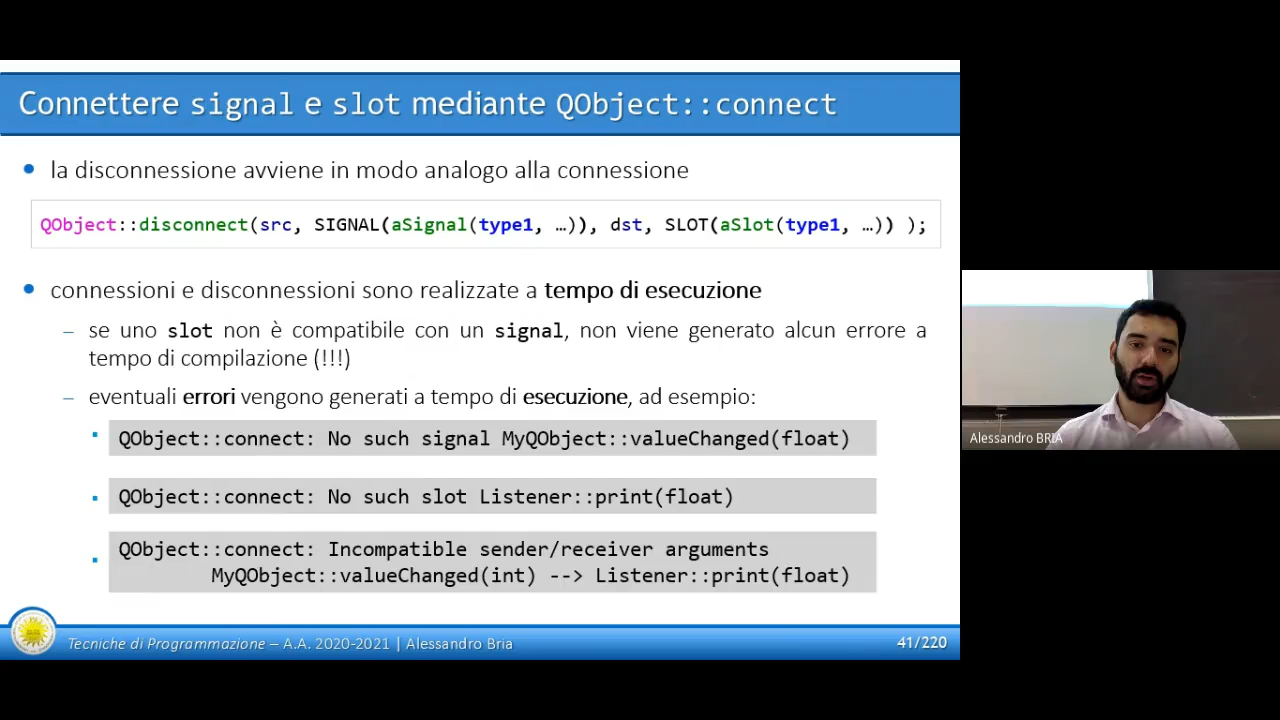 Connettere signal e slot mediante QObject::connect
la disconnessione avviene in modo analogo alla connessione
QObject::disconnect(src, SIGNAL(aSignal(type1, …)), dst, SLOT(aSlot(type1, …)) );
connessioni e disconnessioni sono realizzate a tempo di esecuzione
– se uno slot non è compatibile con un signal, non viene generato alcun errore a
tempo di compilazione (!!!)
– eventuali errori vengono generati a tempo di esecuzione, ad esempio:
QObject::connect: No such signal MyQObject::valueChanged(float)
QObject::connect: No such slot Listener::print(float)
QObject::connect: Incompatible sender/receiver arguments
MyQObject::valueChanged(int) --> Listener::print(float)
Alessandro BRIA
Tecniche di Programmazione – A.A. 2020-2021 | Alessandro Bria
41/220